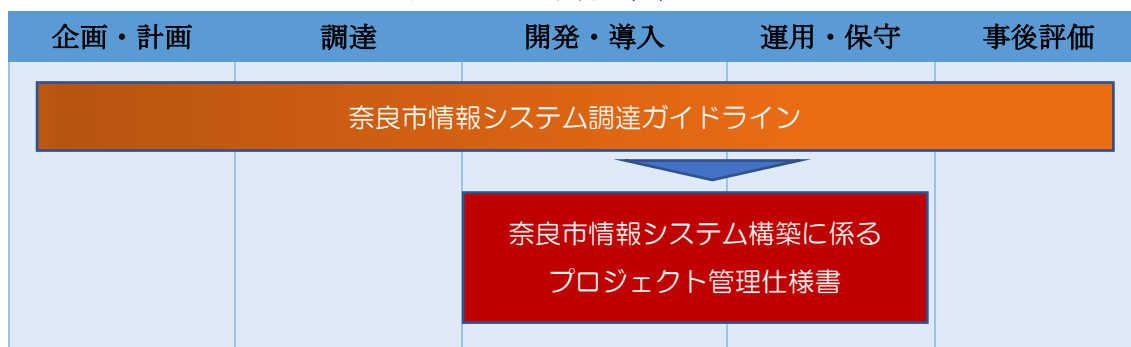 企画・計画 調達 開発・導入 運用・保守 事後評価
奈良市情報システム調達ガイドライン
奈良市情報システム構築に係る
プロジェクト管理仕様書